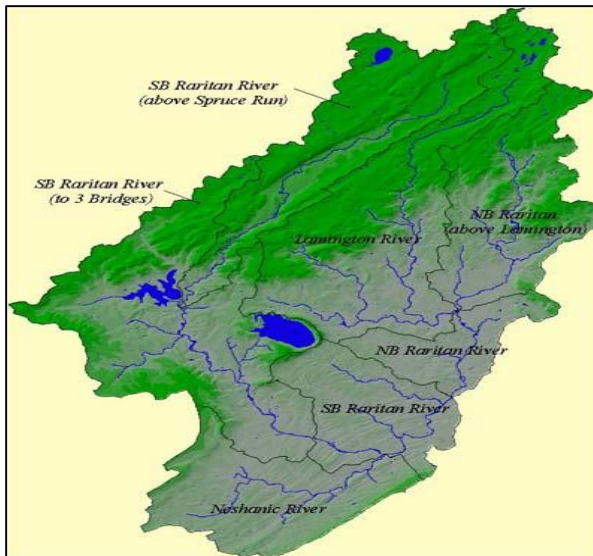 SB Raritan River
(above Spruce Run)
SB Raritan River
(to 3 Bridges)
NB Raritan
(above Lamington)
Lamington River
NB Raritan River
SB Raritan River
Neshanic River